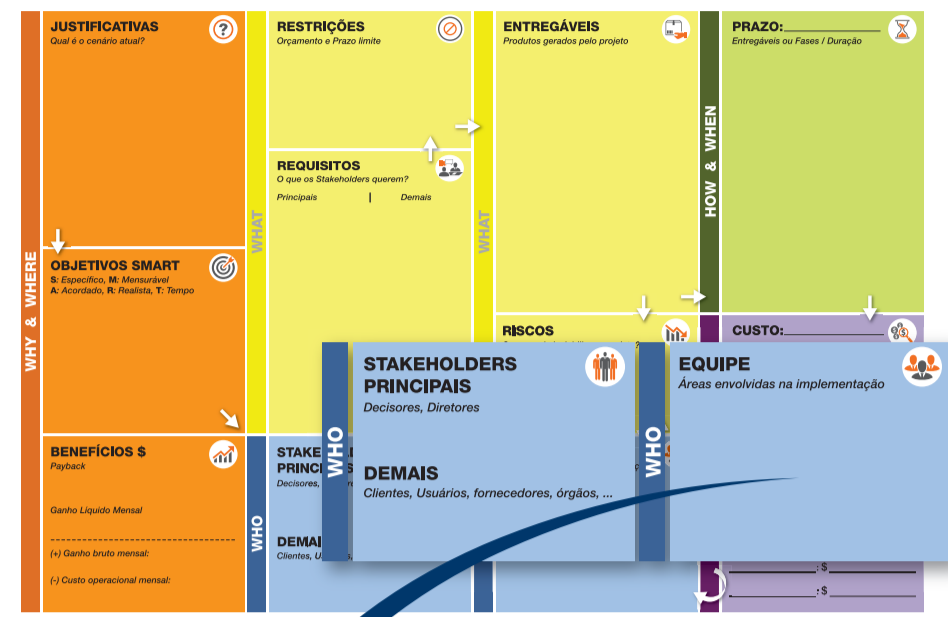 WHY & WHERE
JUSTIFICATIVAS
Qual é o cenário atual?
OBJETIVOS SMART
S: Específico, M: Mensurável
A: Acordado, R: Realista, T: Tempo
BENEFÍCIOS $
Payback
Ganho Líquido Mensal
(+) Ganho bruto mensal:
(-) Custo operacional mensal:
WHAT
RESTRIÇÕES
Orçamento e Prazo limite
REQUISITOS
O que os Stakeholders querem?
Principais | Demais
WHO
STAKE
PRINC
Decisores,
DEMAI
Clientes, U
WHAT
ENTREGÁVEIS
Produtos gerados pelo projeto
RISCOS
HOW & WHEN
PRAZO:
Entregáveis ou Fases / Duração
CUSTO:
: $
: $
WHO
STAKEHOLDERS
PRINCIPAIS
Decisores, Diretores
DEMAIS
Clientes, Usuários, fornecedores, órgãos, ...
WHO
EQUIPE
Áreas envolvidas na implementação